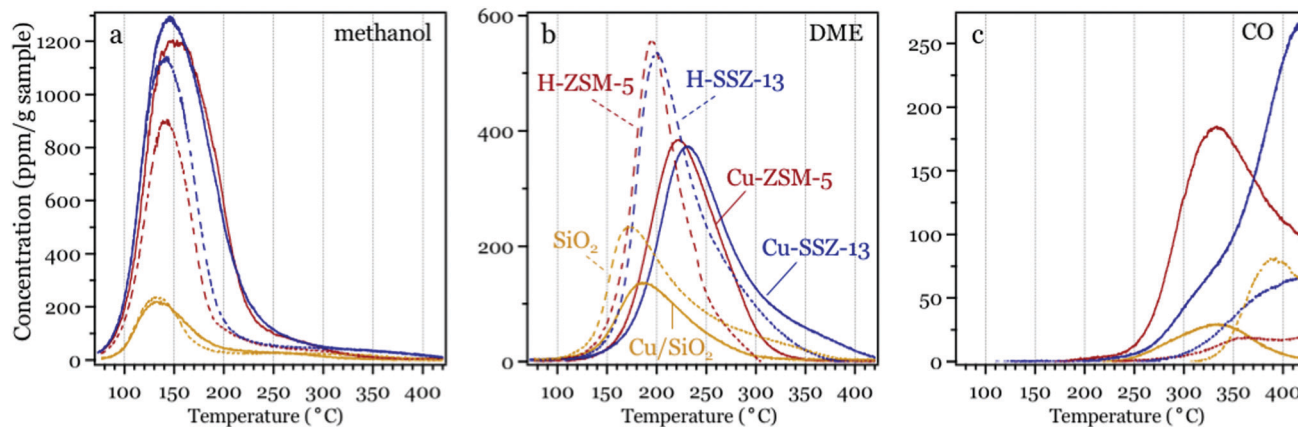 a
methanol
1200
1000
800
600
400
200
0
Concentration (ppm/g sample)
100 150 200 250 300 350 400
Temperature (°C)
b
DME
600
400
200
0
H-ZSM-5
H-SSZ-13
Cu-ZSM-5
SiO₂
Cu-SSZ-13
Cu/SiO₂
100 150 200 250 300 350 400
Temperature (°C)
c
CO
250
200
150
100
50
0
100 150 200 250 300 350 400
Temperature (°C)